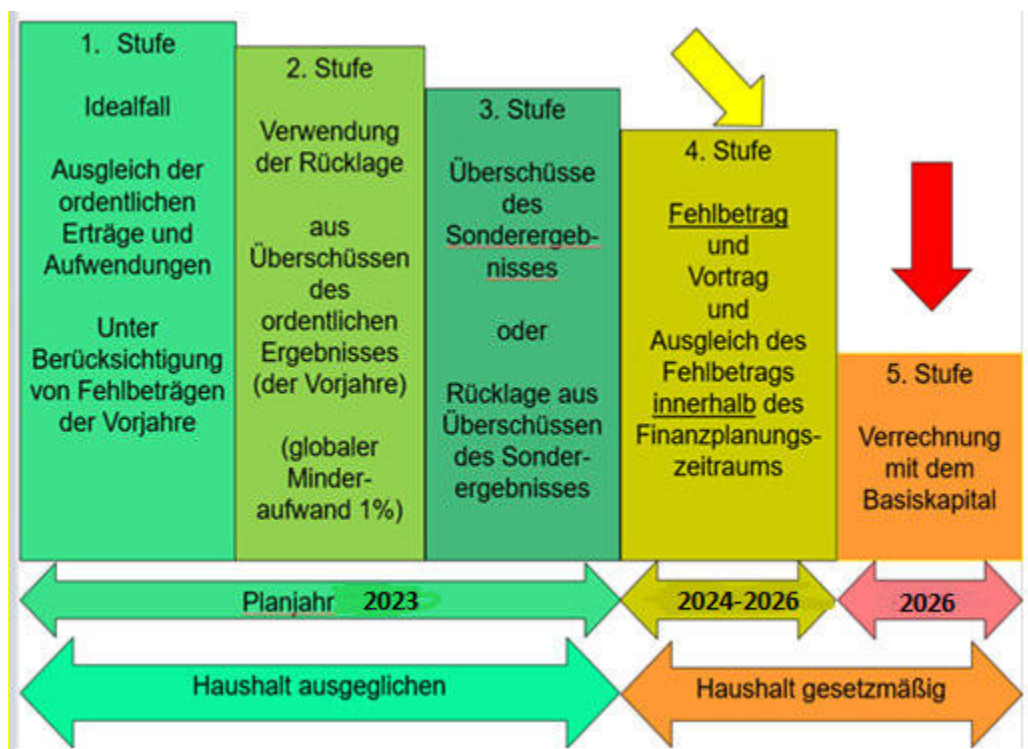 1. Stufe
Idealfall
Ausgleich der
ordentlichen
Erträge und
Aufwendungen
Unter
Berücksichtigung
von Fehlbeträgen
der Vorjahre
2. Stufe
Verwendung
der Rücklage
aus
Überschüssen
des
ordentlichen
Ergebnisses
(der Vorjahre)
(globaler
Minder-
aufwand 1%)
3. Stufe
Überschüsse
des
Sonderergeb-
nisses
oder
Rücklage aus
Überschüssen
des Sonder-
ergebnisses
4. Stufe
Fehlbetrag
und
Vortrag
und
Ausgleich des
Fehlbetrags
innerhalb des
Finanzplanungs-
zeitraums
5. Stufe
Verrechnung
mit dem
Basiskapital
Planjahr 2023
2024-2026
2026
Haushalt ausgeglichen
Haushalt gesetzmäßig